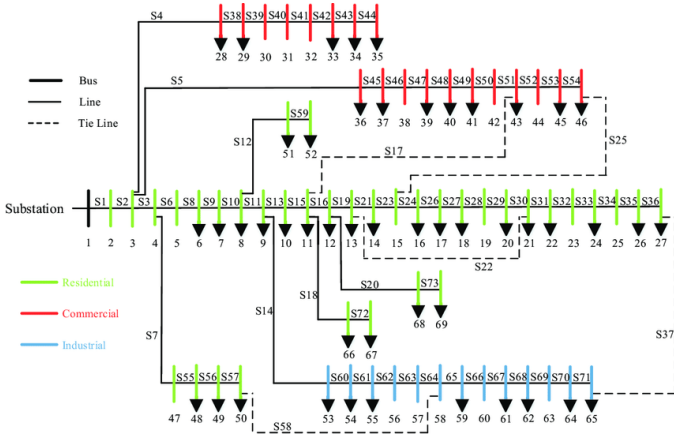 S4 S38 S39 S40 S41 S42 S43 S44
28 29 30 31 32 33 34 35
Bus
Line
Tie Line
S5 S45 S46 S47 S48 S49 S50 S51 S52 S53 S54
36 37 38 39 40 41 42 43 44 45 46
S12 S59
51 52
S17 S25
Substation S1 S2 S3 S6 S8 S9 S10 S11 S13 S15 S16 S19 S21 S23 S24 S26 S27 S28 S29 S30 S31 S32 S33 S34 S35 S36
1 2 3 4 5 6 7 8 9 10 11 12 13 14 15 16 17 18 19 20 21 22 23 24 25 26 27
S22
Residential
S20 S73
S18
S14
68 69
Commercial
S72
S7
S37
Industrial
66 67
S55 S56 S57
S60 S61 S62 S63 S64 65 S66 S67 S68 S69 S70 S71
47 48 49 50
53 54 55 56 57 58 59 60 61 62 63 64 65
S58